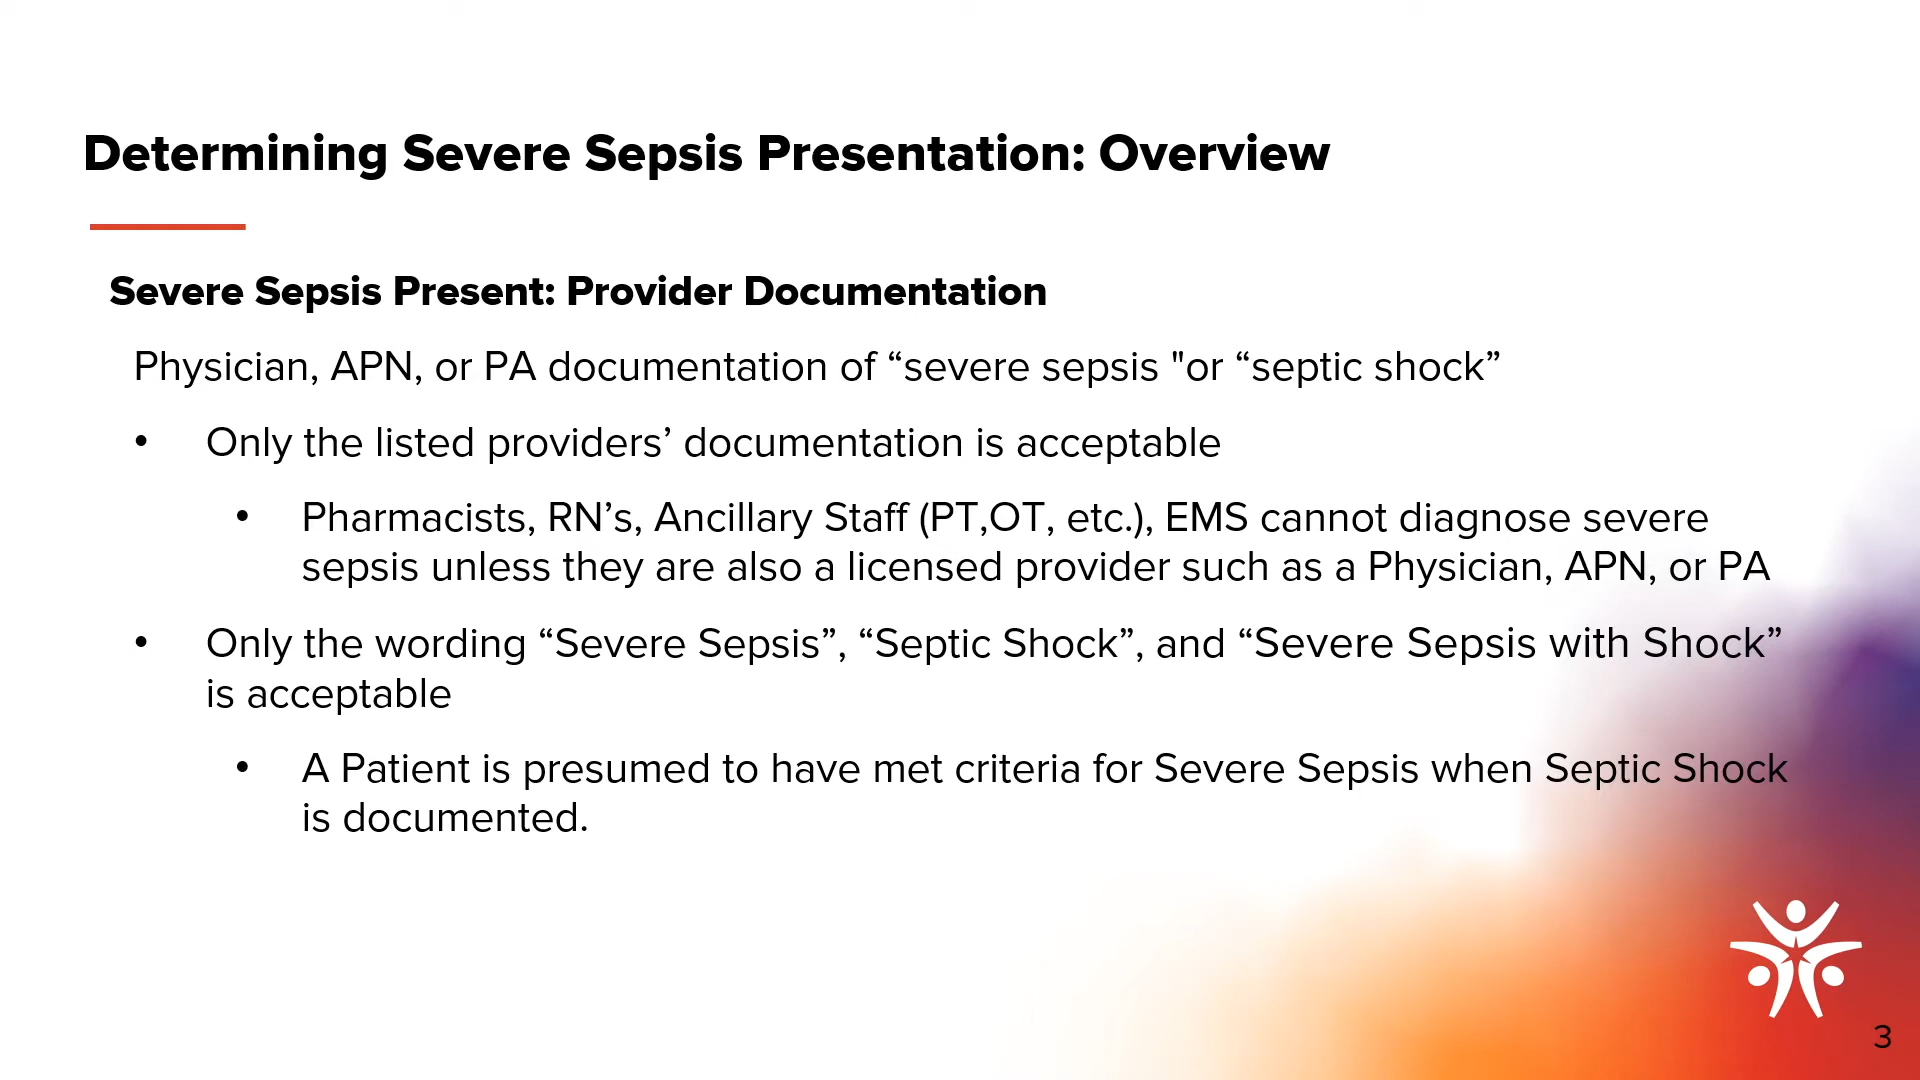 Determining Severe Sepsis Presentation: Overview
Severe Sepsis Present: Provider Documentation
Physician, APN, or PA documentation of “severe sepsis "or “septic shock”
• Only the listed providers’ documentation is acceptable
• Pharmacists, RN’s, Ancillary Staff (PT,OT, etc.), EMS cannot diagnose severe
sepsis unless they are also a licensed provider such as a Physician, APN, or PA
• Only the wording “Severe Sepsis”, “Septic Shock”, and “Severe Sepsis with Shock”
is acceptable
• A Patient is presumed to have met criteria for Severe Sepsis when Septic Shock
is documented.
3